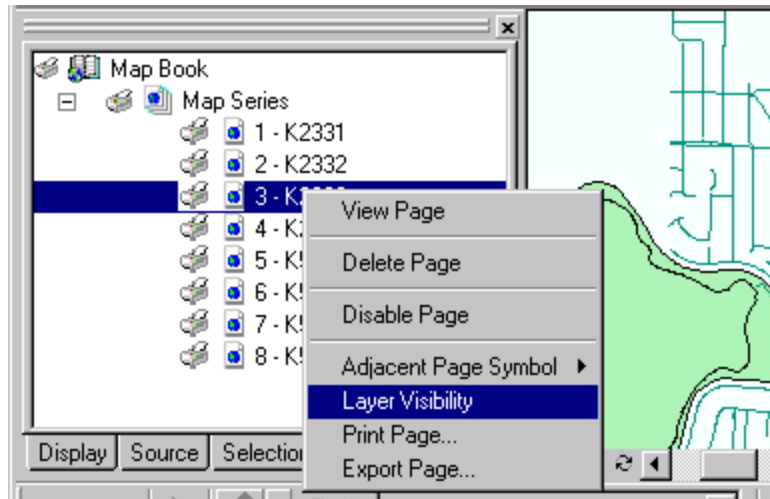 Map Book
Map Series
1 - K2331
2 - K2332
3 -
4 -
5 -
6 -
7 -
8 -
View Page
Delete Page
Disable Page
Adjacent Page Symbol
Layer Visibility
Print Page...
Export Page...
Display
Source